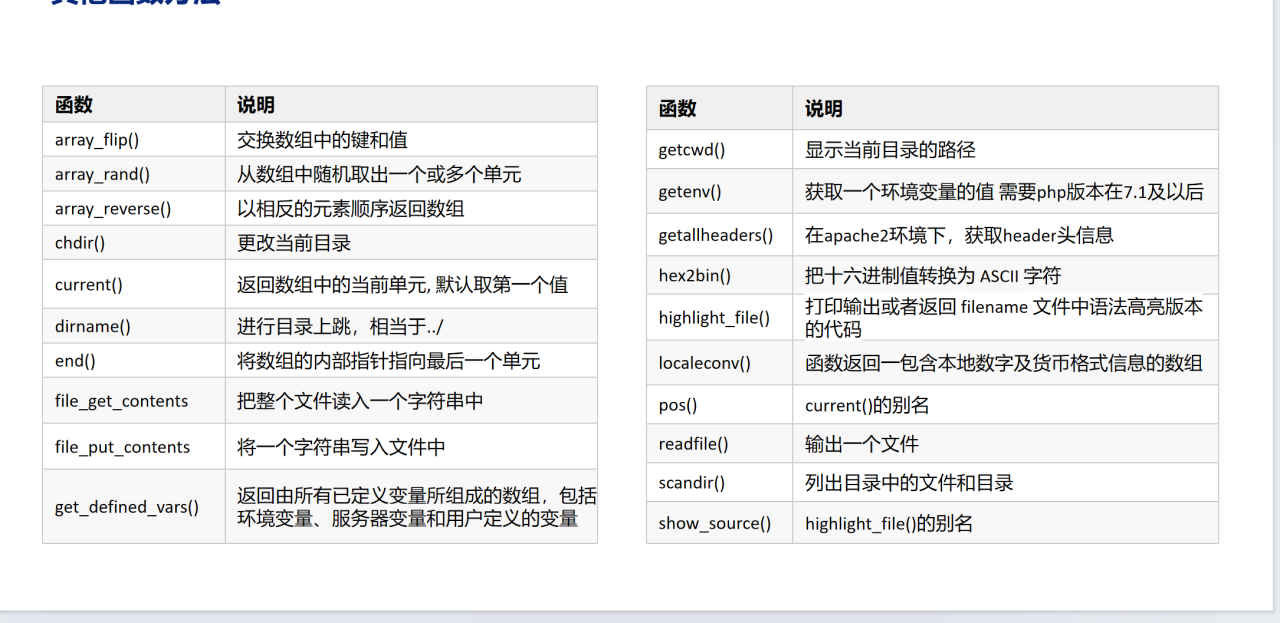 其他函数方法
函数 说明
array_flip() 交换数组中的键和值
array_rand() 从数组中随机取出一个或多个单元
array_reverse() 以相反的元素顺序返回数组
chdir() 更改当前目录
current() 返回数组中的当前单元, 默认取第一个值
dirname() 进行目录上跳，相当于../
end() 将数组的内部指针指向最后一个单元
file_get_contents 把整个文件读入一个字符串中
file_put_contents 将一个字符串写入文件中
get_defined_vars() 返回由所有已定义变量所组成的数组，包括
环境变量、服务器变量和用户定义的变量
函数 说明
getcwd() 显示当前目录的路径
getenv() 获取一个环境变量的值 需要php版本在7.1及以后
getallheaders() 在apache2环境下，获取header头信息
hex2bin() 把十六进制值转换为 ASCII 字符
highlight_file() 打印输出或者返回 filename 文件中语法高亮版本
的代码
localeconv() 函数返回一包含本地数字及货币格式信息的数组
pos() current()的别名
readfile() 输出一个文件
scandir() 列出目录中的文件和目录
show_source() highlight_file()的别名